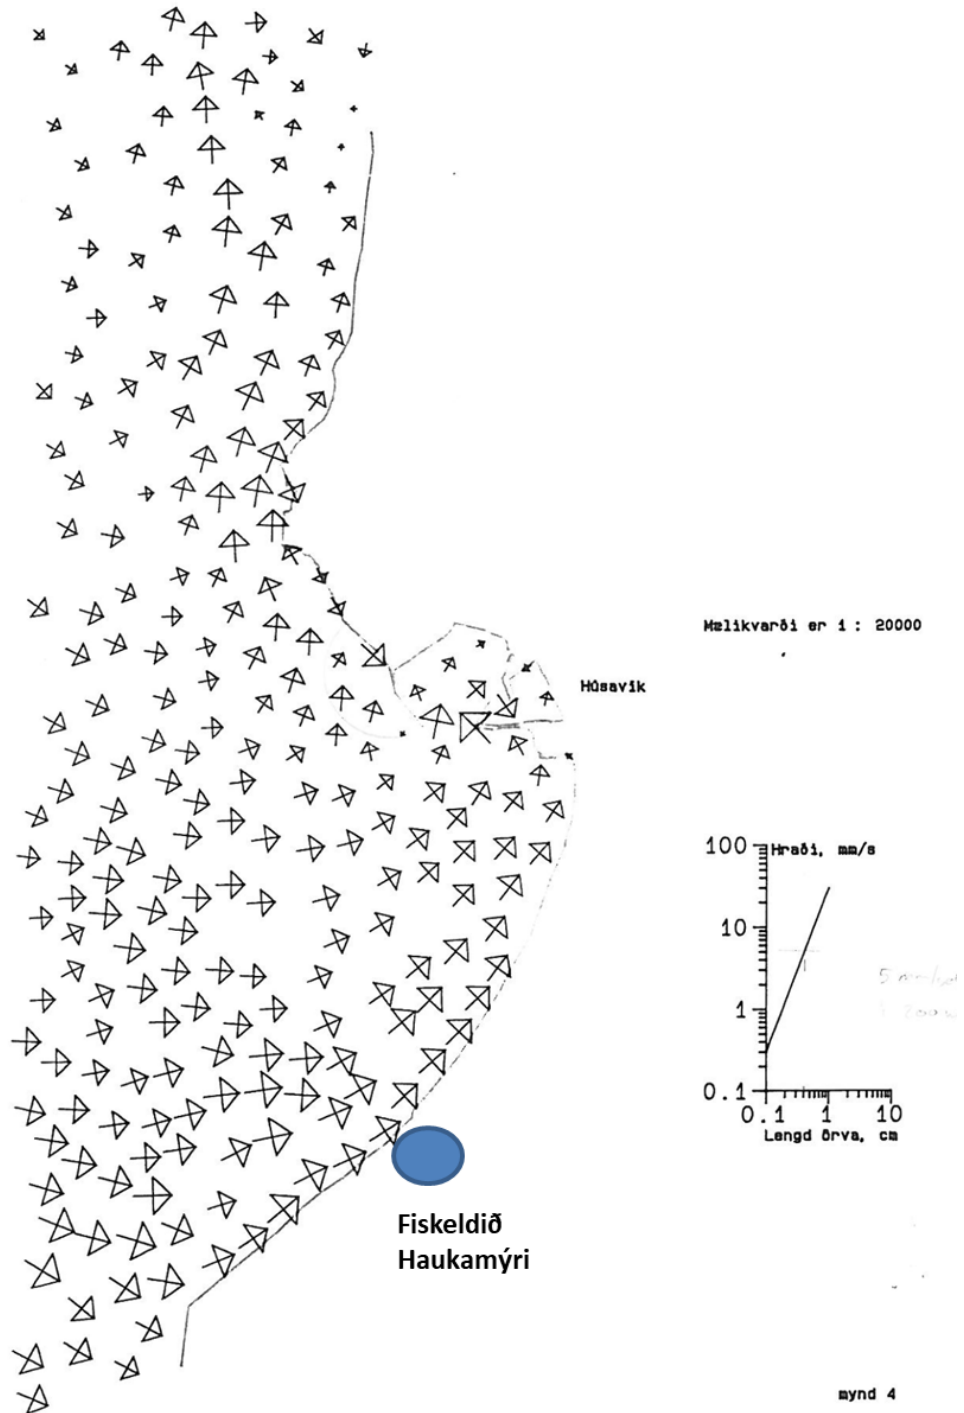 Mælikvarði er 1 : 20000
Húsavik
100
Hraði, mm/s
10
1
0.1
0.1 1 10
Lengd örva, cm
Fiskeldið
Haukamýri
mynd 4